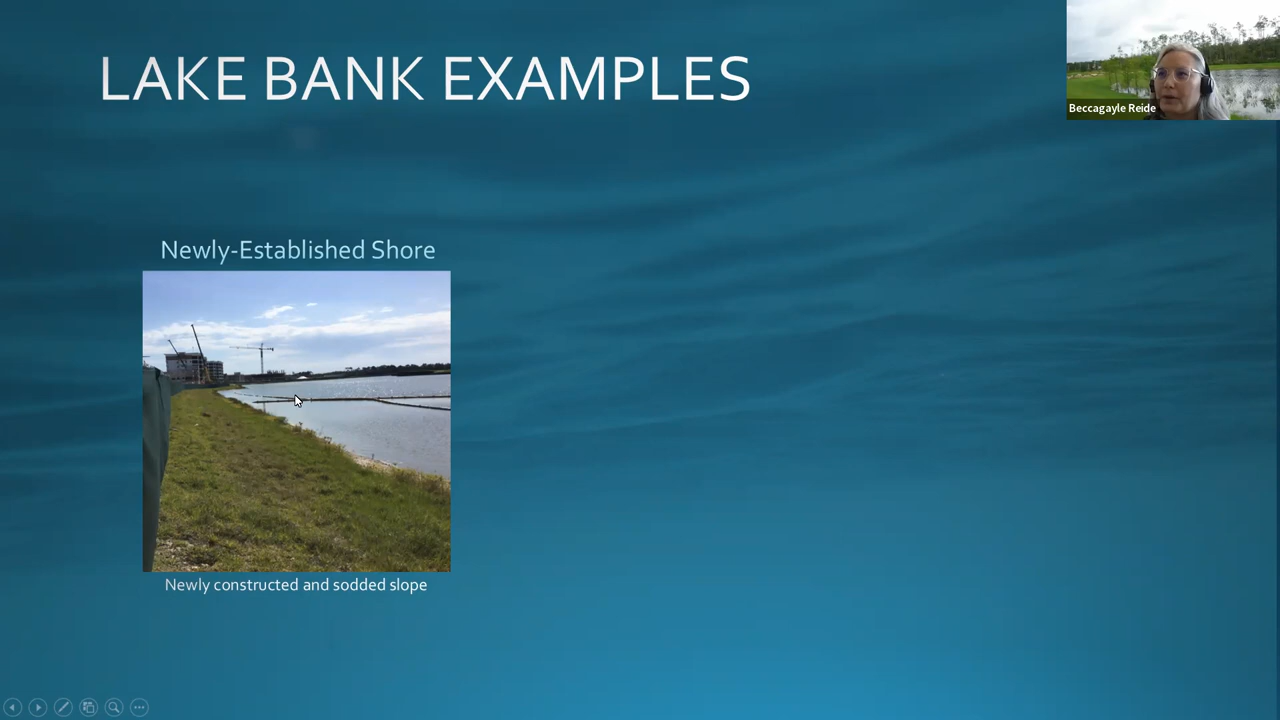 LAKE BANK EXAMPLES
Beccagayle Reide
Newly-Established Shore
Newly constructed and sodded slope